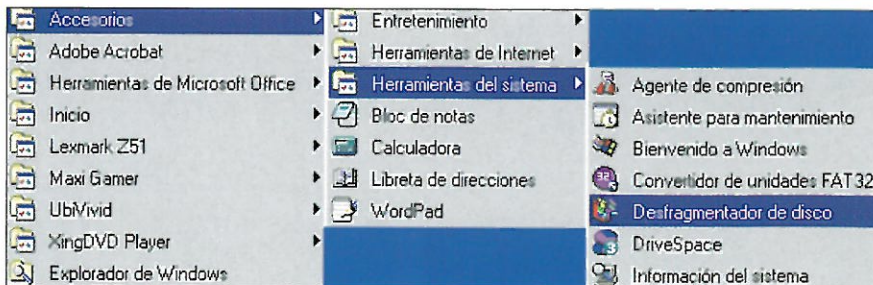 Accesorios
Adobe Acrobat
Herramientas de Microsoft Office
Inicio
Lexmark Z51
Maxi Gamer
UbiVivid
XingDVD Player
Explorador de Windows
Entretenimiento
Herramientas de Internet
Herramientas del sistema
Bloc de notas
Calculadora
Libreta de direcciones
WordPad
Agente de compresión
Asistente para mantenimiento
Bienvenido a Windows
Convertidor de unidades FAT32
Desfragmentador de disco
DriveSpace
Información del sistema